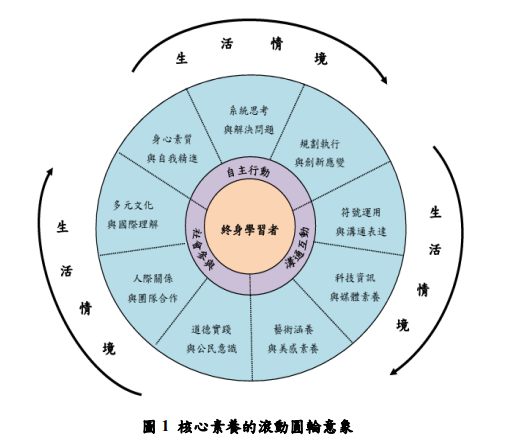 生活情境
系統思考
與解決問題
規劃執行
與創新應變
符號運用
與溝通表達
科技資訊
與媒體素養
藝術涵養
與美感素養
道德實踐
與公民意識
人際關係
與團隊合作
多元文化
與國際理解
身心素質
與自我精進
自主行動
溝通互動
社會參與
終身學習者
生活情境
生活情境
圖 1 核心素養的滾動圓輪意象